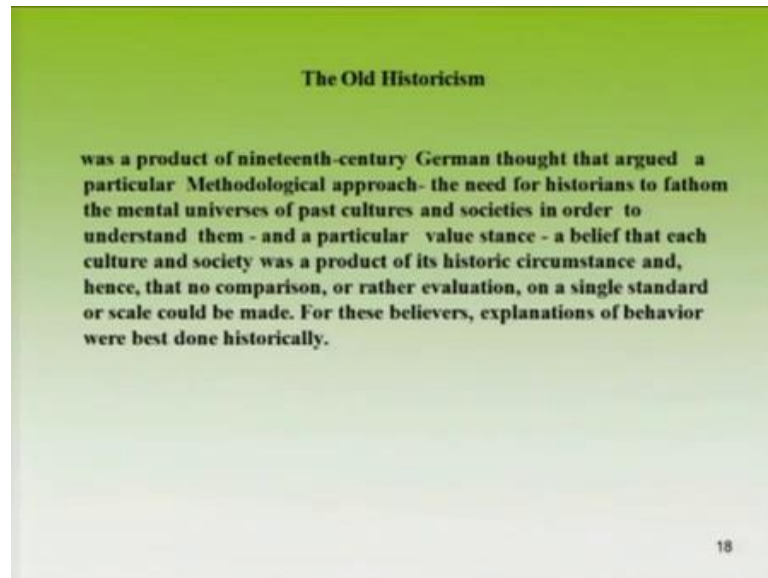 The Old Historicism
was a product of nineteenth-century German thought that argued a
particular Methodological approach- the need for historians to fathom
the mental universes of past cultures and societies in order to
understand them - and a particular value stance - a belief that each
culture and society was a product of its historic circumstance and,
hence, that no comparison, or rather evaluation, on a single standard
or scale could be made. For these believers, explanations of behavior
were best done historically.
18